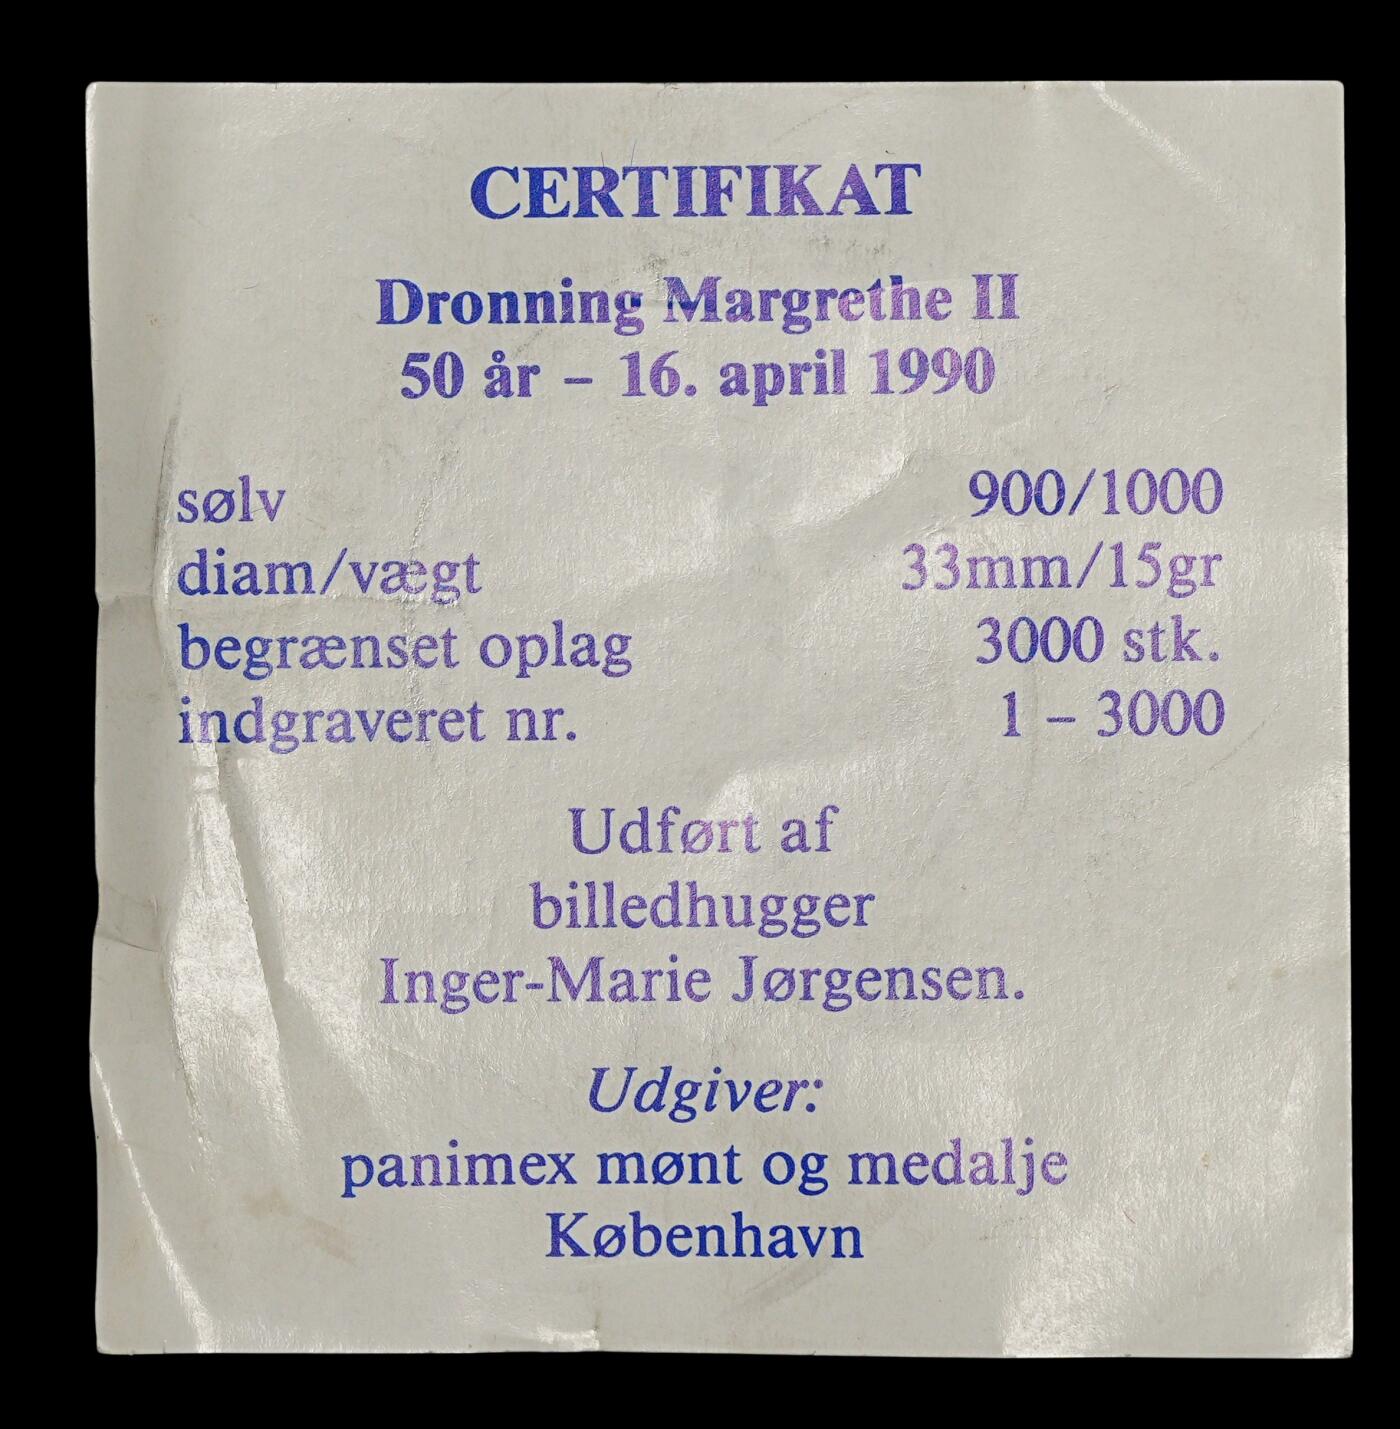 CERTIFIKAT
Dronning Margrethe II
50 år – 16. april 1990
sølv 900/1000
diam/vægt 33mm/15gr
begrænset oplag 3000 stk.
indgraveret nr. 1 – 3000
Udført af
billedhugger
Inger-Marie Jørgensen.
Udgiver:
panimex mønt og medalje
København